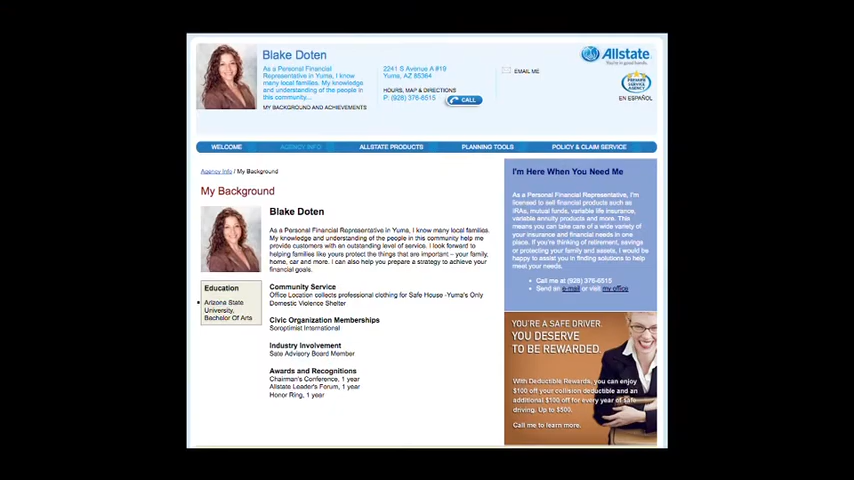 Blake Doten
As a Personal Financial
Representative in Yuma, I know
many local families. My knowledge
and understanding of the people in
this community...
MY BACKGROUND AND ACHIEVEMENTS
2241 S Avenue A #19
Yuma, AZ 85364
HOURS, MAP & DIRECTIONS
P: (928) 376-6515
CALL
EMAIL ME
Allstate
You're in good hands.
PREMIER
SERVICE
AGENCY
EN ESPAÑOL
WELCOME
AGENCY INFO
ALLSTATE PRODUCTS
PLANNING TOOLS
POLICY & CLAIM SERVICE
Agency Info / My Background
My Background
Blake Doten
As a Personal Financial Representative in Yuma, I know many local families.
My knowledge and understanding of the people in this community help me
provide customers with an outstanding level of service. I look forward to
helping families like yours protect the things that are important – your family,
home, car and more. I can also help you prepare a strategy to achieve your
financial goals.
Education
Arizona State
University,
Bachelor Of Arts
Community Service
Office Location collects professional clothing for Safe House -Yuma's Only
Domestic Violence Shelter
Civic Organization Memberships
Soroptimist International
Industry Involvement
Sate Advisory Board Member
Awards and Recognitions
Chairman's Conference, 1 year
Allstate Leader's Forum, 1 year
Honor Ring, 1 year
I'm Here When You Need Me
As a Personal Financial Representative, I'm
licensed to sell financial products such as
IRAs, mutual funds, variable life insurance,
variable annuity products and more. This
means you can take care of a wide variety of
your insurance and financial needs in one
place. If you're thinking of retirement, savings
or protecting your family and assets, I would be
happy to assist you in finding solutions to help
meet your needs.
Call me at (928) 376-6515
Send an e-mail or visit my office
YOU'RE A SAFE DRIVER.
YOU DESERVE
TO BE REWARDED.
With Deductible Rewards, you can enjoy
$100 off your collision deductible and an
additional $100 off for every year of safe
driving. Up to $500.
Call me to learn more.